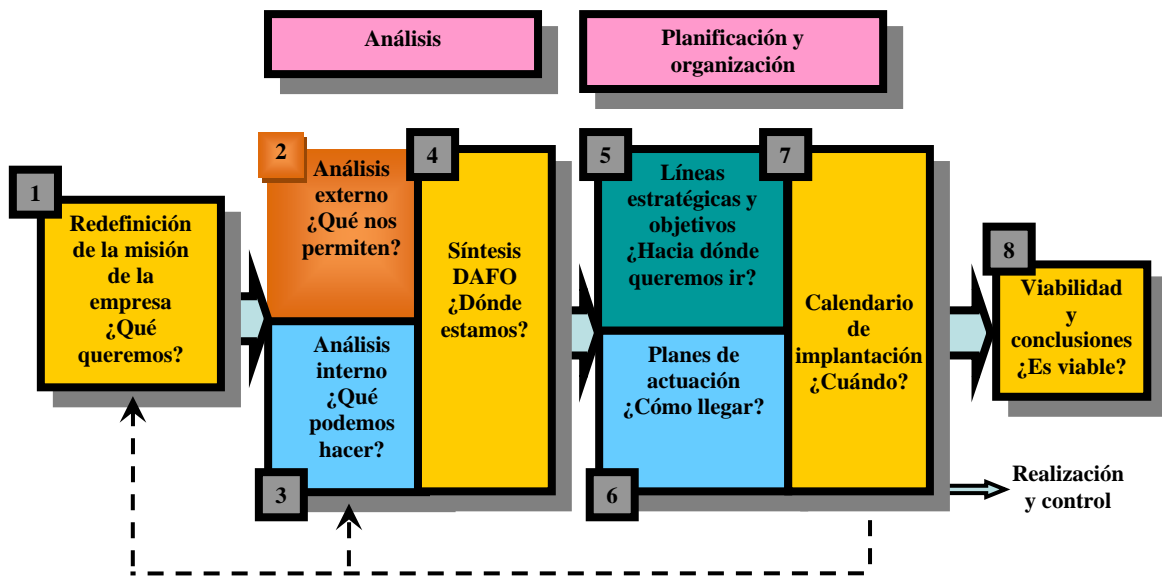 Análisis
Planificación y
organización
1
Redefinición
de la misión
de la
empresa
¿Qué
queremos?
2
Análisis
externo
¿Qué nos
permiten?
3
Análisis
interno
¿Qué
podemos
hacer?
4
Síntesis
DAFO
¿Dónde
estamos?
5
Líneas
estratégicas y
objetivos
¿Hacia dónde
queremos ir?
6
Planes de
actuación
¿Cómo llegar?
7
Calendario
de
implantación
¿Cuándo?
8
Viabilidad
y
conclusiones
¿Es viable?
Realización
y control